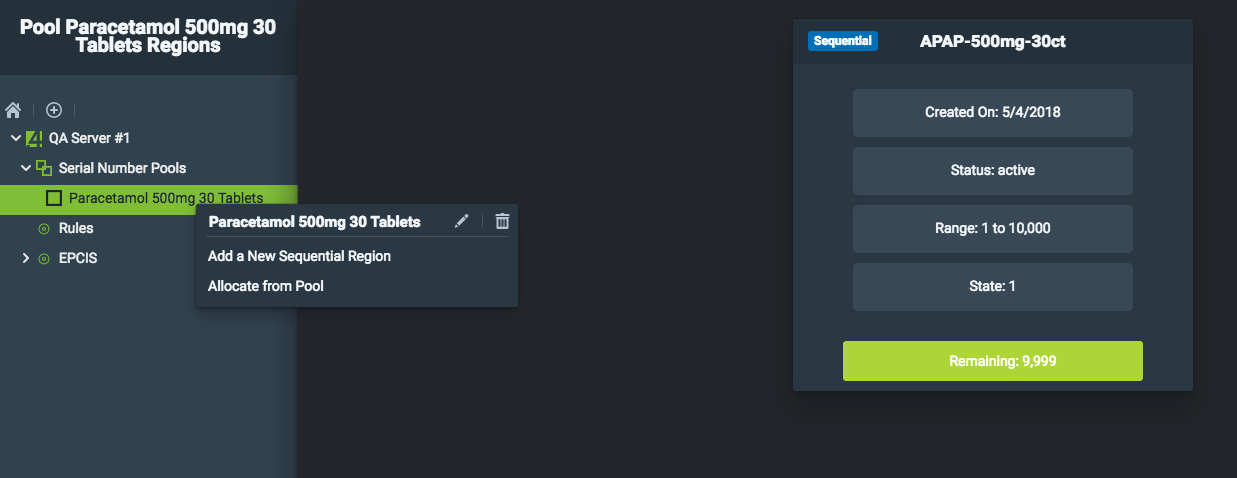 Pool Paracetamol 500mg 30
Tablets Regions
QA Server #1
Serial Number Pools
Paracetamol 500mg 30 Tablets
Rules
EPCIS
Paracetamol 500mg 30 Tablets
Add a New Sequential Region
Allocate from Pool
Sequential
APAP-500mg-30ct
Created On: 5/4/2018
Status: active
Range: 1 to 10,000
State: 1
Remaining: 9,999